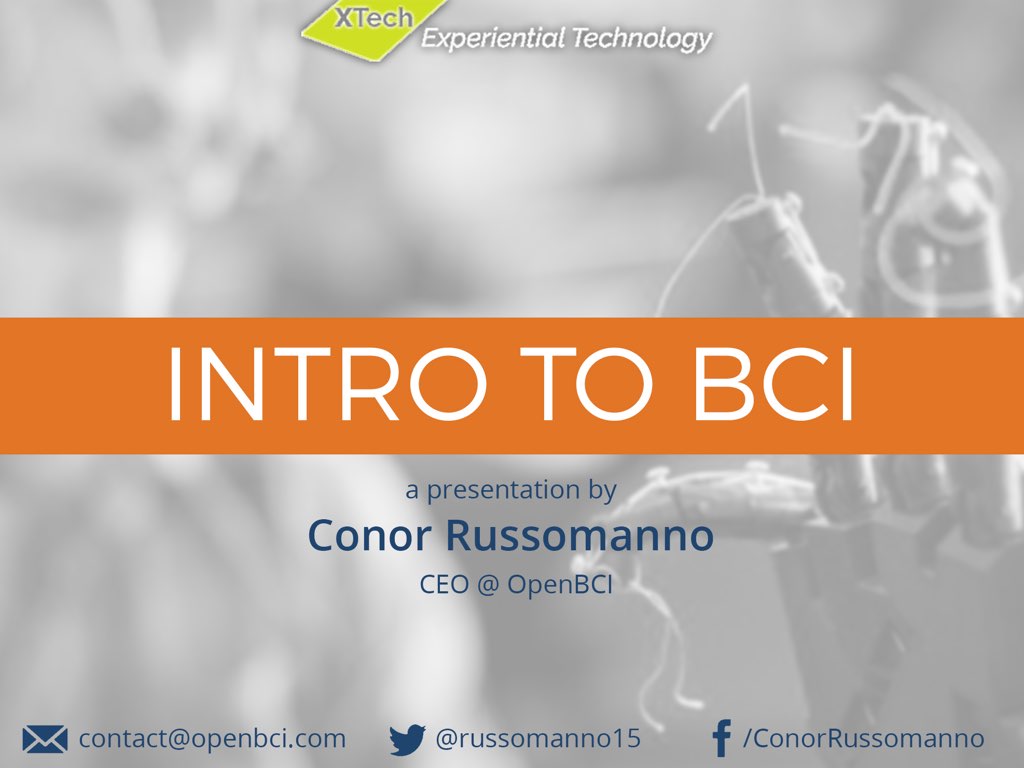 XTech
Experiential Technology
INTRO TO BCI
a presentation by
Conor Russomanno
CEO @ OpenBCI
contact@openbci.com
@russomanno15
/ConorRussomanno